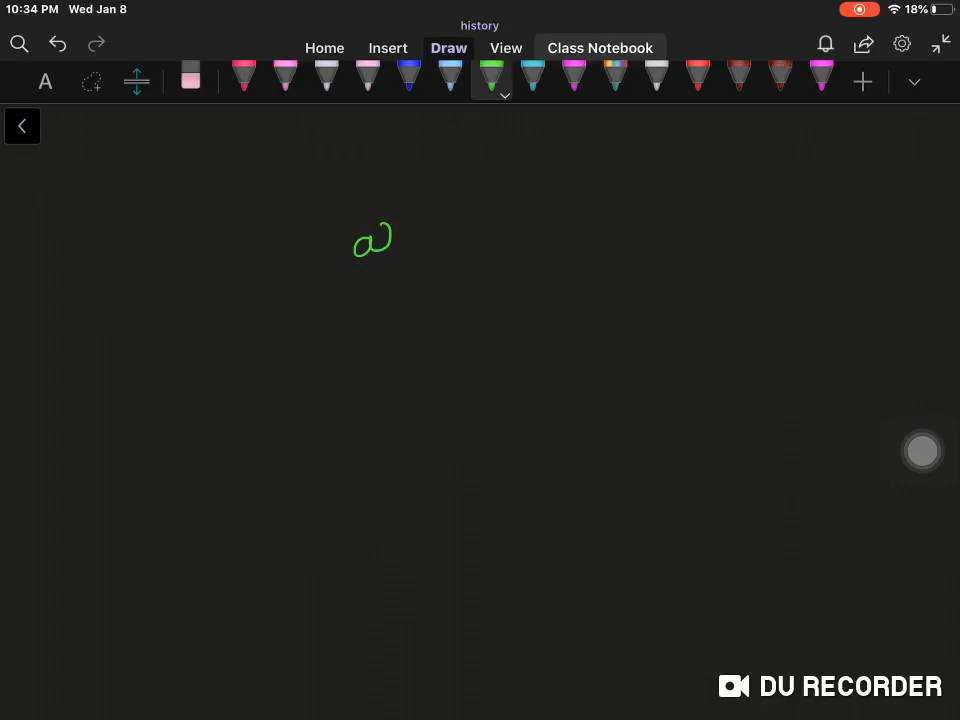 10:34 PM Wed Jan 8
18%
history
Home Insert Draw View Class Notebook
A
a)
DU RECORDER